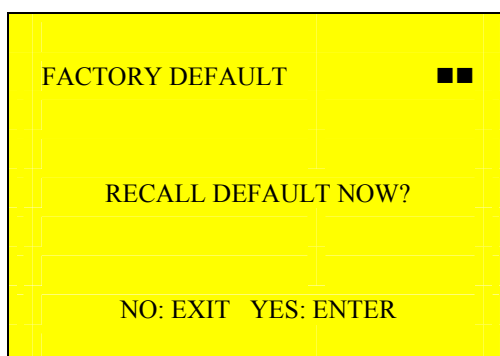 FACTORY DEFAULT ■■
RECALL DEFAULT NOW?
NO: EXIT YES: ENTER